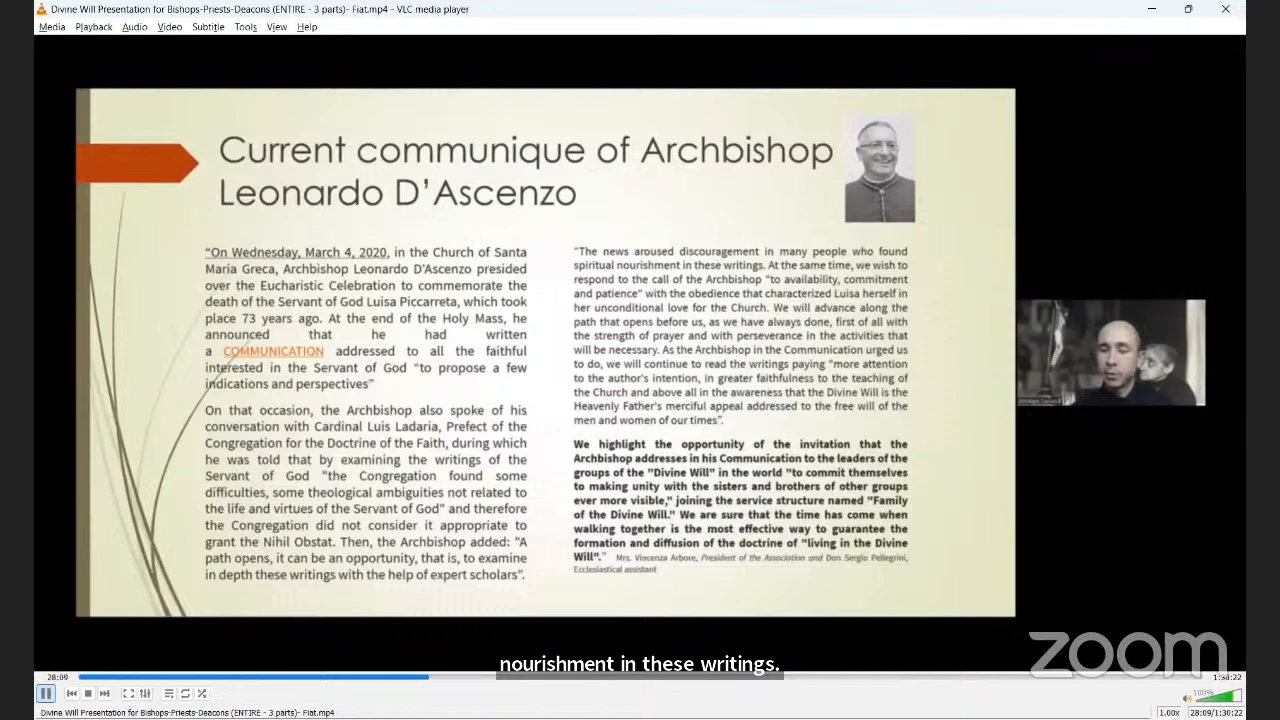 Divine Will Presentation for Bishops-Priests-Deacons (ENTIRE - 3 parts)- Fiat.mp4 - VLC media player
Media Playback Audio Video Subtitle Tools View Help
Current communique of Archbishop
Leonardo D'Ascenzo
"On Wednesday, March 4, 2020, in the Church of Santa
Maria Greca, Archbishop Leonardo D'Ascenzo presided
over the Eucharistic Celebration to commemorate the
death of the Servant of God Luisa Piccarreta, which took
place 73 years ago. At the end of the Holy Mass, he
announced that he had written
a COMMUNICATION addressed to all the faithful
interested in the Servant of God "to propose a few
indications and perspectives"
On that occasion, the Archbishop also spoke of his
conversation with Cardinal Luis Ladaria, Prefect of the
Congregation for the Doctrine of the Faith, during which
he was told that by examining the writings of the
Servant of God "the Congregation found some
difficulties, some theological ambiguities not related to
the life and virtues of the Servant of God" and therefore
the Congregation did not consider it appropriate to
grant the Nihil Obstat. Then, the Archbishop added: "A
path opens, it can be an opportunity, that is, to examine
in depth these writings with the help of expert scholars".
"The news aroused discouragement in many people who found
spiritual nourishment in these writings. At the same time, we wish to
respond to the call of the Archbishop "to availability, commitment
and patience" with the obedience that characterized Luisa herself in
her unconditional love for the Church. We will advance along the
path that opens before us, as we have always done, first of all with
the strength of prayer and with perseverance in the activities that
will be necessary. As the Archbishop in the Communication urged us
to do, we will continue to read the writings paying "more attention
to the author's intention, in greater faithfulness to the teaching of
the Church and above all in the awareness that the Divine Will is the
Heavenly Father's merciful appeal addressed to the free will of the
men and women of our times".
We highlight the opportunity of the invitation that the
Archbishop addresses in his Communication to the leaders of the
groups of the "Divine Will" in the world "to commit themselves
to making unity with the sisters and brothers of other groups
ever more visible," joining the service structure named "Family
of the Divine Will." We are sure that the time has come when
walking together is the most effective way to guarantee the
formation and diffusion of the doctrine of "living in the Divine
Will"." Mrs. Vincenza Arbore, President of the Association and Don Sergio Pellegrini,
Ecclesiastical assistant
nourishment in these writings.
zoom
28:09
1:30:22
100%
Divine Will Presentation for Bishops-Priests-Deacons (ENTIRE - 3 parts)- Fiat.mp4
1.00x 28:09/1:30:22